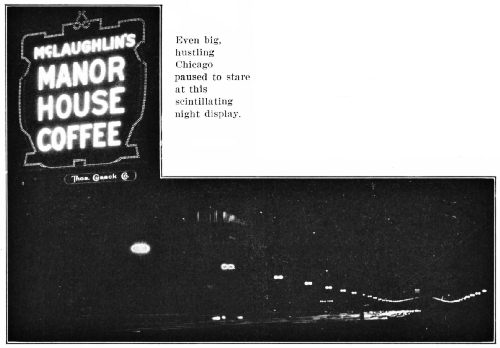 McLAUGHLIN'S
MANOR
HOUSE
COFFEE
Thos. Cusack Co.
Even big,
hustling
Chicago
paused to stare
at this
scintillating
night display.